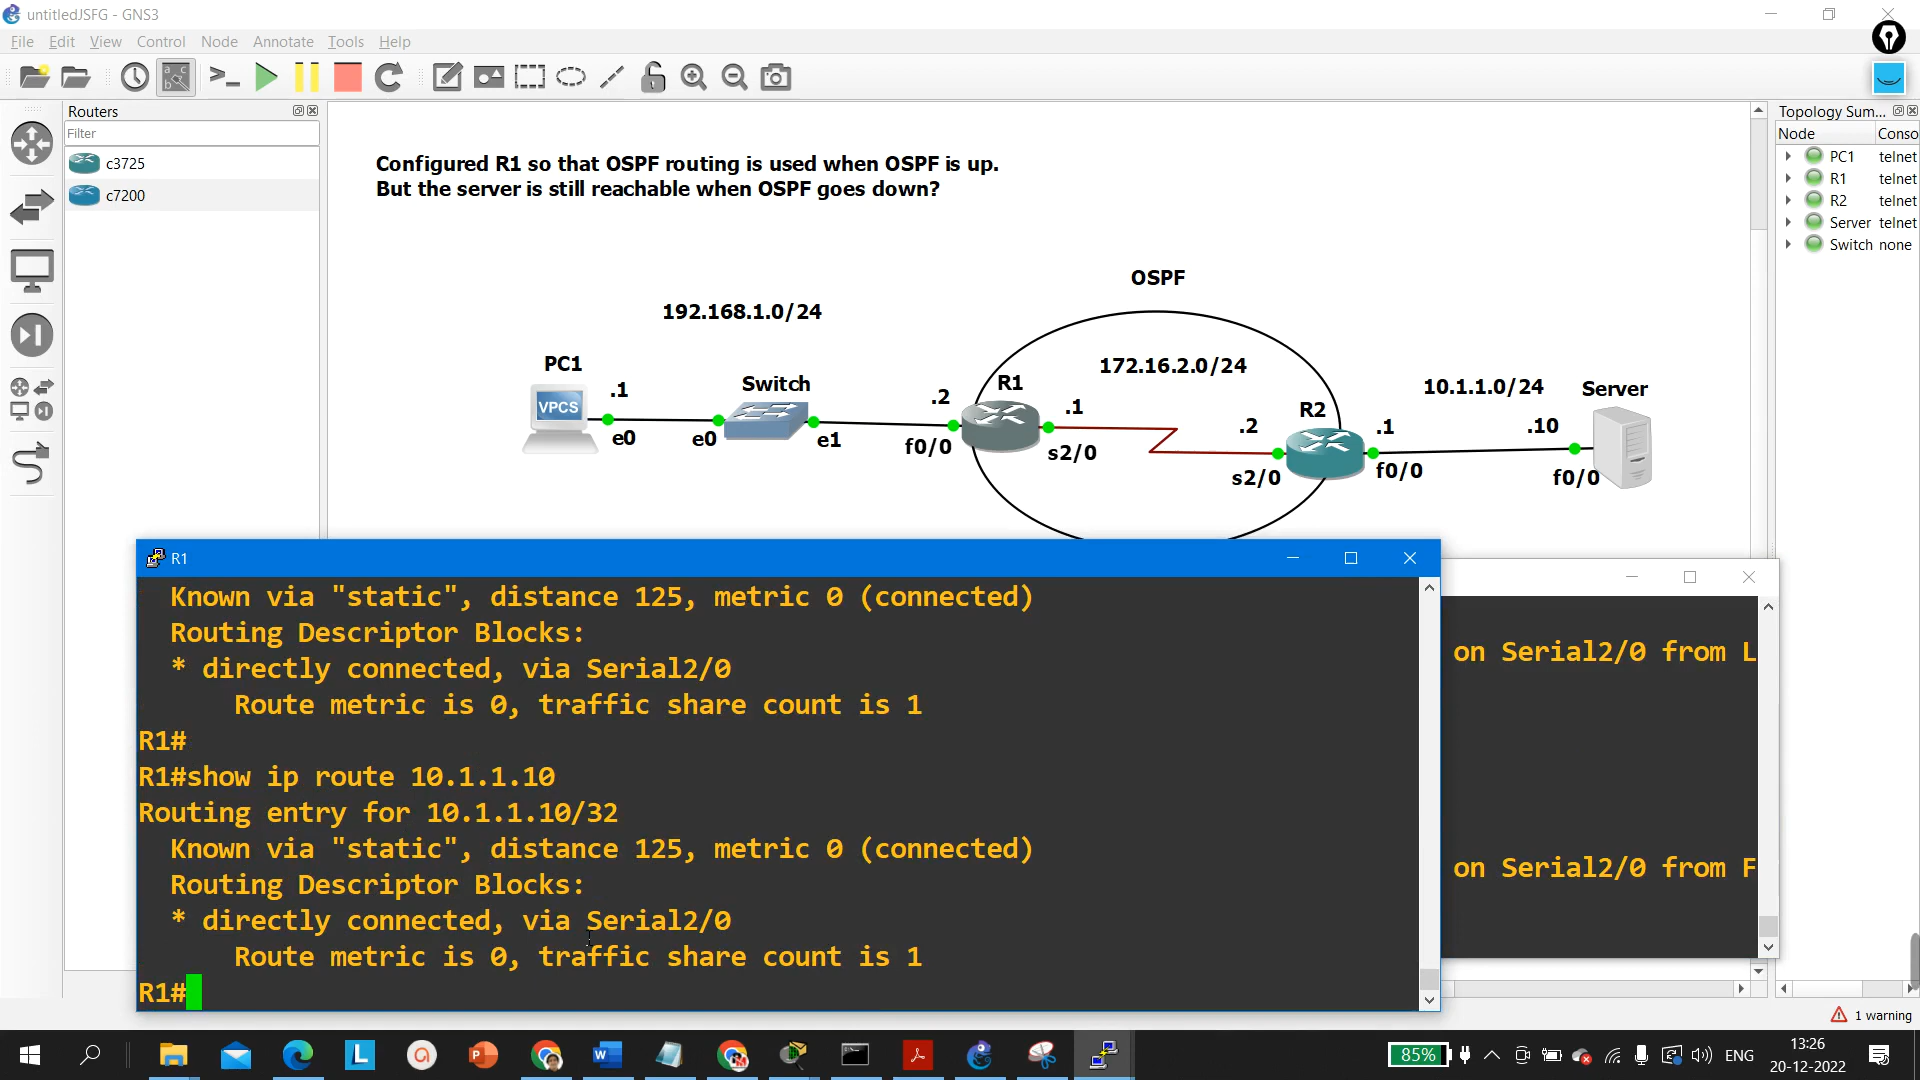 untitledJSFG - GNS3
File Edit View Control Node Annotate Tools Help
Routers
Filter
c3725
c7200
Configured R1 so that OSPF routing is used when OSPF is up.
But the server is still reachable when OSPF goes down?
OSPF
192.168.1.0/24
172.16.2.0/24
10.1.1.0/24
PC1
VPCS
.1
e0
Switch
e0
e1
.2
f0/0
R1
.1
s2/0
.2
s2/0
R2
.1
f0/0
.10
f0/0
Server
Topology Sum...
Node Conso
PC1 telnet
R1 telnet
R2 telnet
Server telnet
Switch none
R1
Known via "static", distance 125, metric 0 (connected)
Routing Descriptor Blocks:
* directly connected, via Serial2/0
Route metric is 0, traffic share count is 1
R1#
R1#show ip route 10.1.1.10
Routing entry for 10.1.1.10/32
Known via "static", distance 125, metric 0 (connected)
Routing Descriptor Blocks:
* directly connected, via Serial2/0
Route metric is 0, traffic share count is 1
R1#
on Serial2/0 from L
on Serial2/0 from F
1 warning
85%
ENG
13:26
20-12-2022